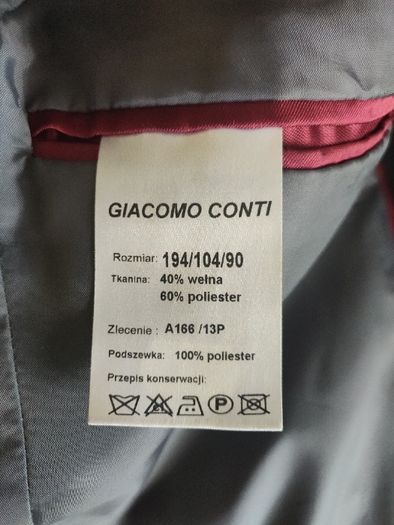 GIACOMO CONTI
Rozmiar: 194/104/90
Tkanina: 40% wełna
60% poliester
Zlecenie : A166 /13P
Podszewka: 100% poliester
Przepis konserwacji:
P